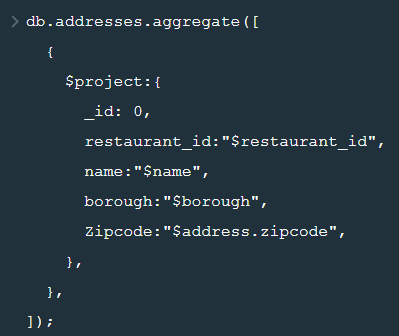 > db.addresses.aggregate([
{
$project:{
_id: 0,
restaurant_id:"$restaurant_id",
name:"$name",
borough:"$borough",
Zipcode:"$address.zipcode",
},
},
]);